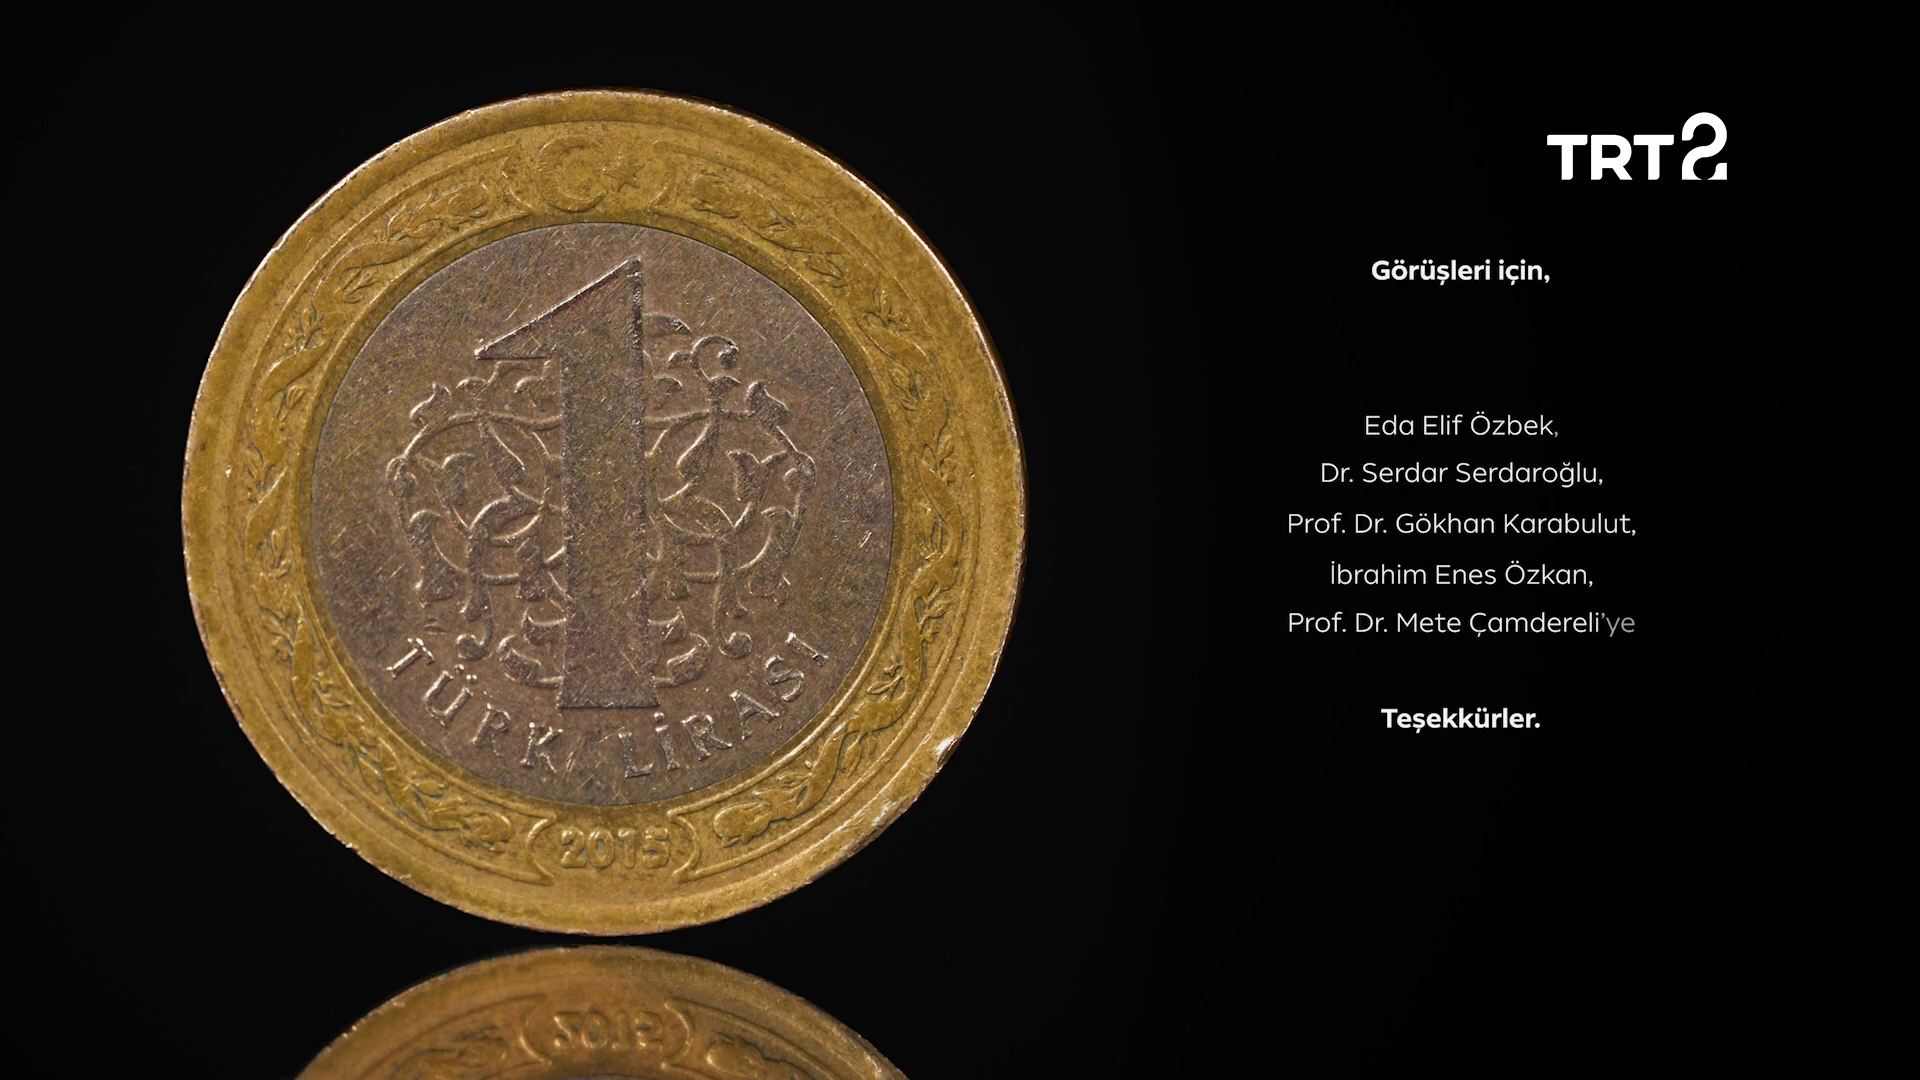 TRT2
Görüşleri için,
Eda Elif Özbek,
Dr. Serdar Serdaroğlu,
Prof. Dr. Gökhan Karabulut,
İbrahim Enes Özkan,
Prof. Dr. Mete Çamdereli'ye
Teşekkürler.
1
TÜRK LİRASI
2015